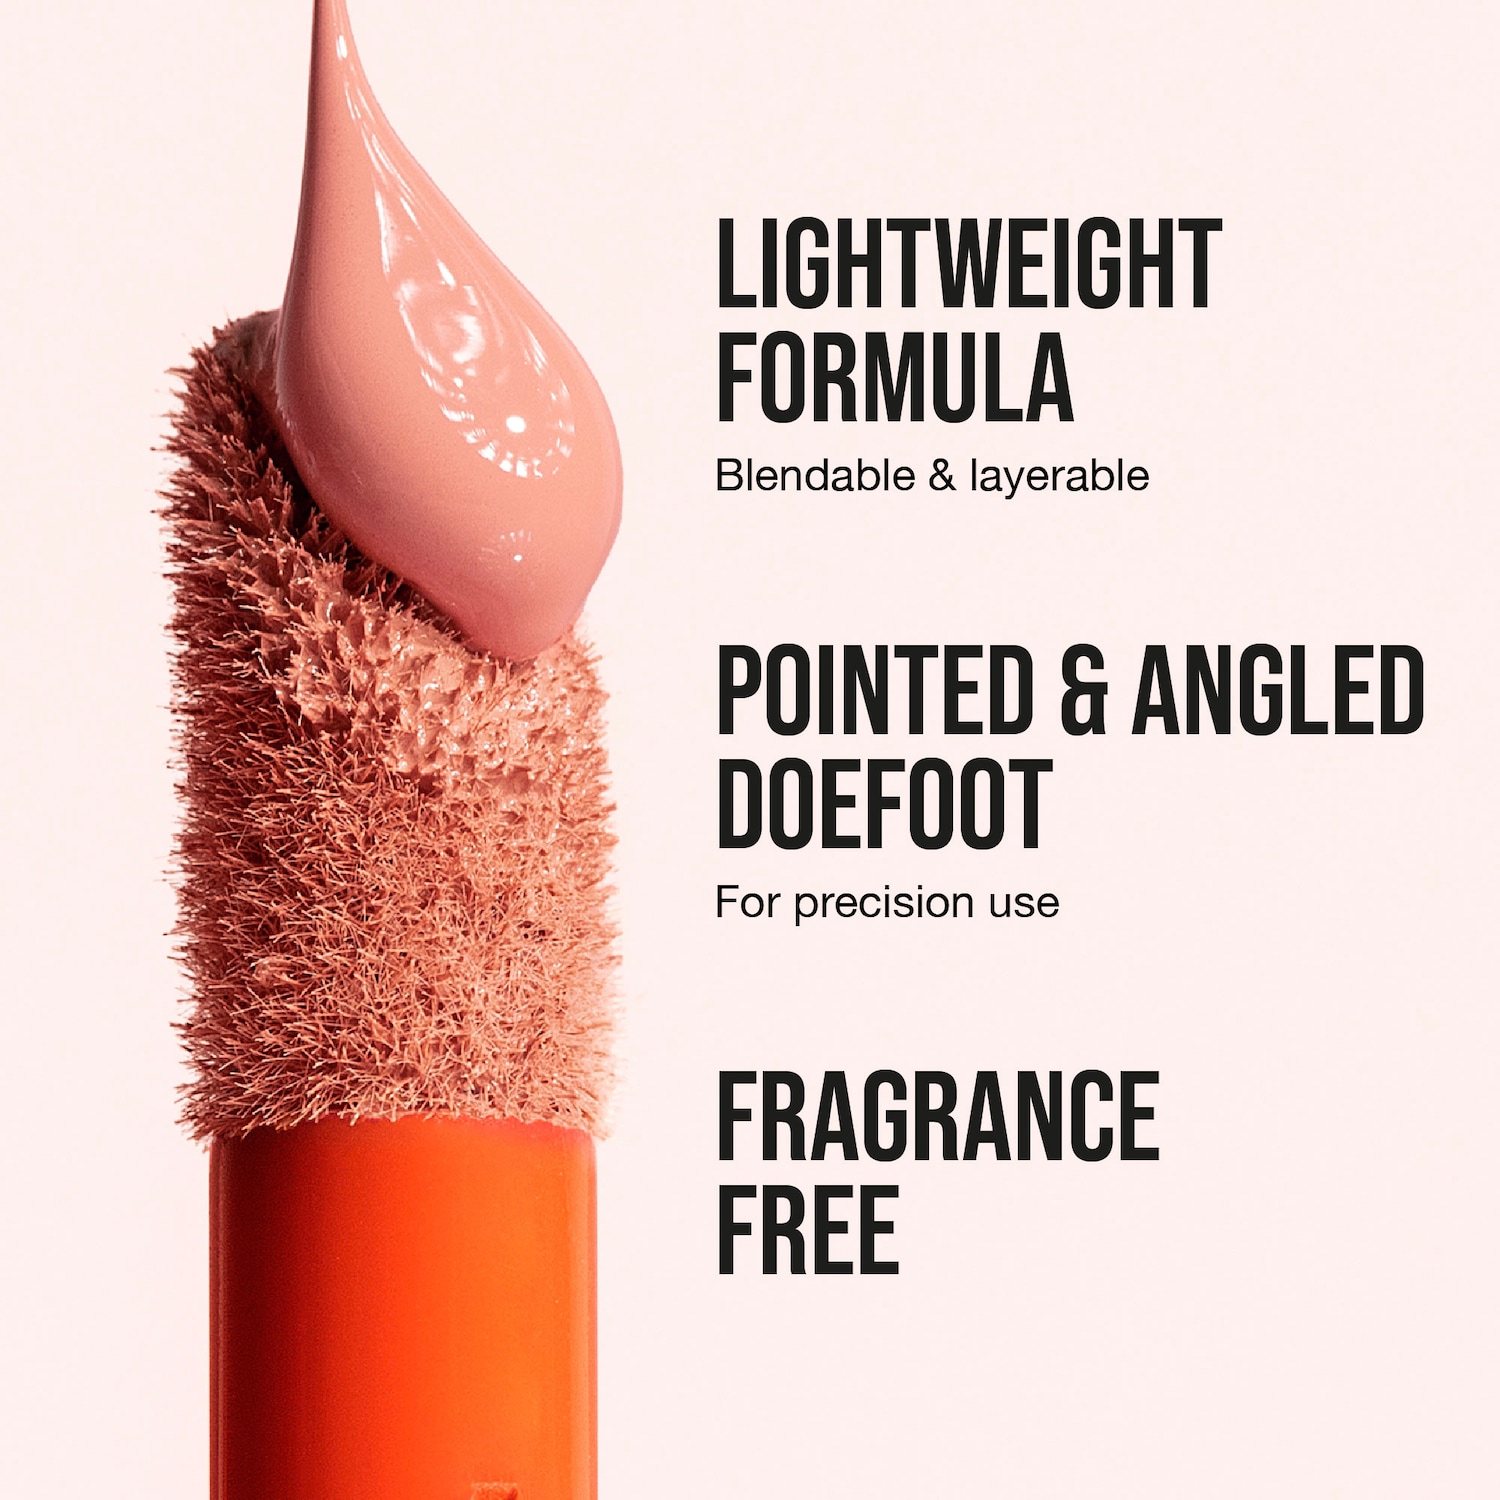 LIGHTWEIGHT
FORMULA
Blendable & layerable
POINTED & ANGLED
DOEFOOT
For precision use
FRAGRANCE
FREE